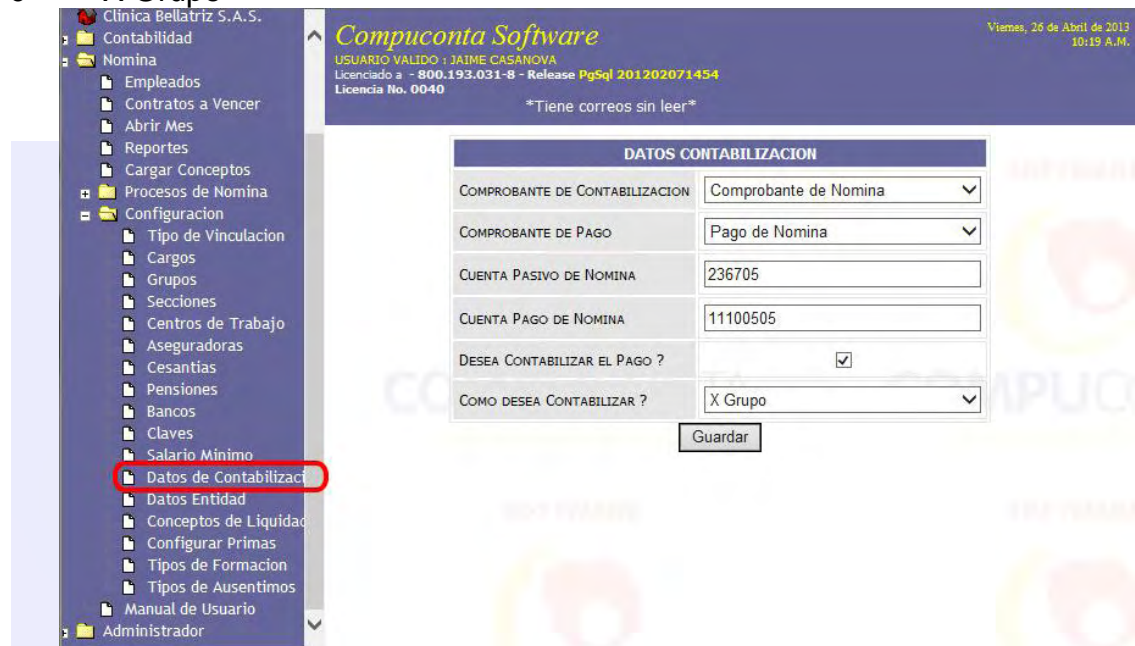 X Grupo
Clinica Bellatriz S.A.S.
Contabilidad
Nomina
Empleados
Contratos a Vencer
Abrir Mes
Reportes
Cargar Conceptos
Procesos de Nomina
Configuracion
Tipo de Vinculacion
Cargos
Grupos
Secciones
Centros de Trabajo
Aseguradoras
Cesantias
Pensiones
Bancos
Claves
Salario Minimo
Datos de Contabilizaci
Datos Entidad
Conceptos de Liquidac
Configurar Primas
Tipos de Formacion
Tipos de Ausentimos
Manual de Usuario
Administrador
Compuconta Software
USUARIO VALIDO : JAIME CASANOVA
Licenciado a - 800.193.031-8 - Release PgSql 201202071454
Licencia No. 0040
*Tiene correos sin leer*
Viernes, 26 de Abril de 2013
10:19 A.M.
DATOS CONTABILIZACION
COMPROBANTE DE CONTABILIZACION Comprobante de Nomina
COMPROBANTE DE PAGO Pago de Nomina
CUENTA PASIVO DE NOMINA 236705
CUENTA PAGO DE NOMINA 11100505
DESEA CONTABILIZAR EL PAGO ?
COMO DESEA CONTABILIZAR ? X Grupo
Guardar